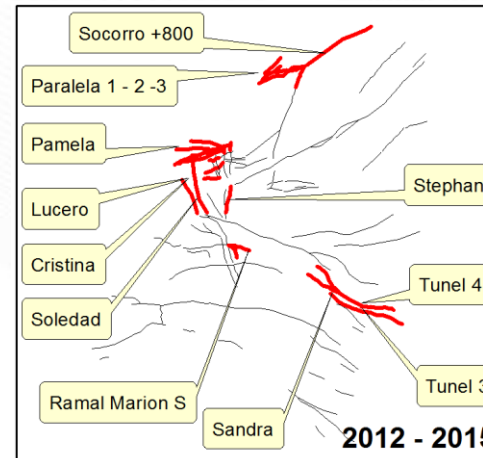 Socorro +800
Paralela 1 - 2 -3
Pamela
Stephan
Lucero
Cristina
Soledad
Tunel 4
Tunel 3
Ramal Marion S
Sandra
2012 - 2015